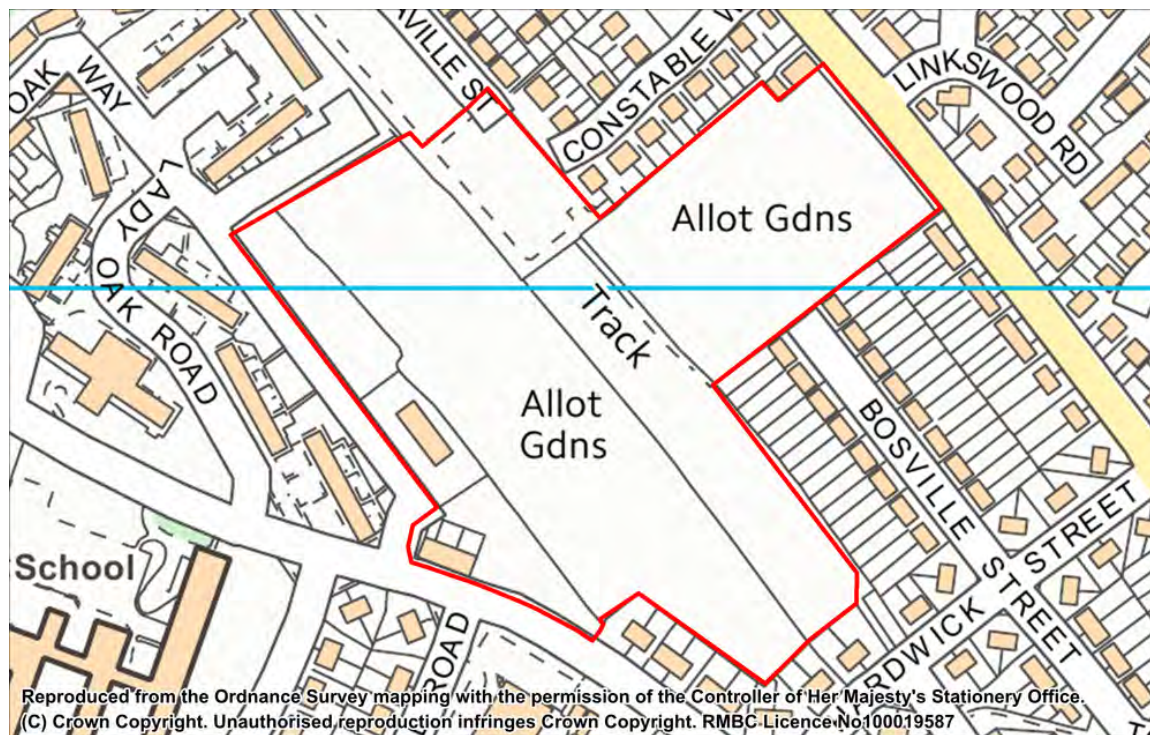 OAK WAY
AVILLE ST
CONSTABLE W
LINKSWOOD RD
LADY OAK ROAD
Allot Gdns
Track
Allot
Gdns
BOSVILLE STREET
STREET
School
ROAD
RDWICK
Reproduced from the Ordnance Survey mapping with the permission of the Controller of Her Majesty's Stationery Office.
(C) Crown Copyright. Unauthorised reproduction infringes Crown Copyright. RMBC Licence No100019587